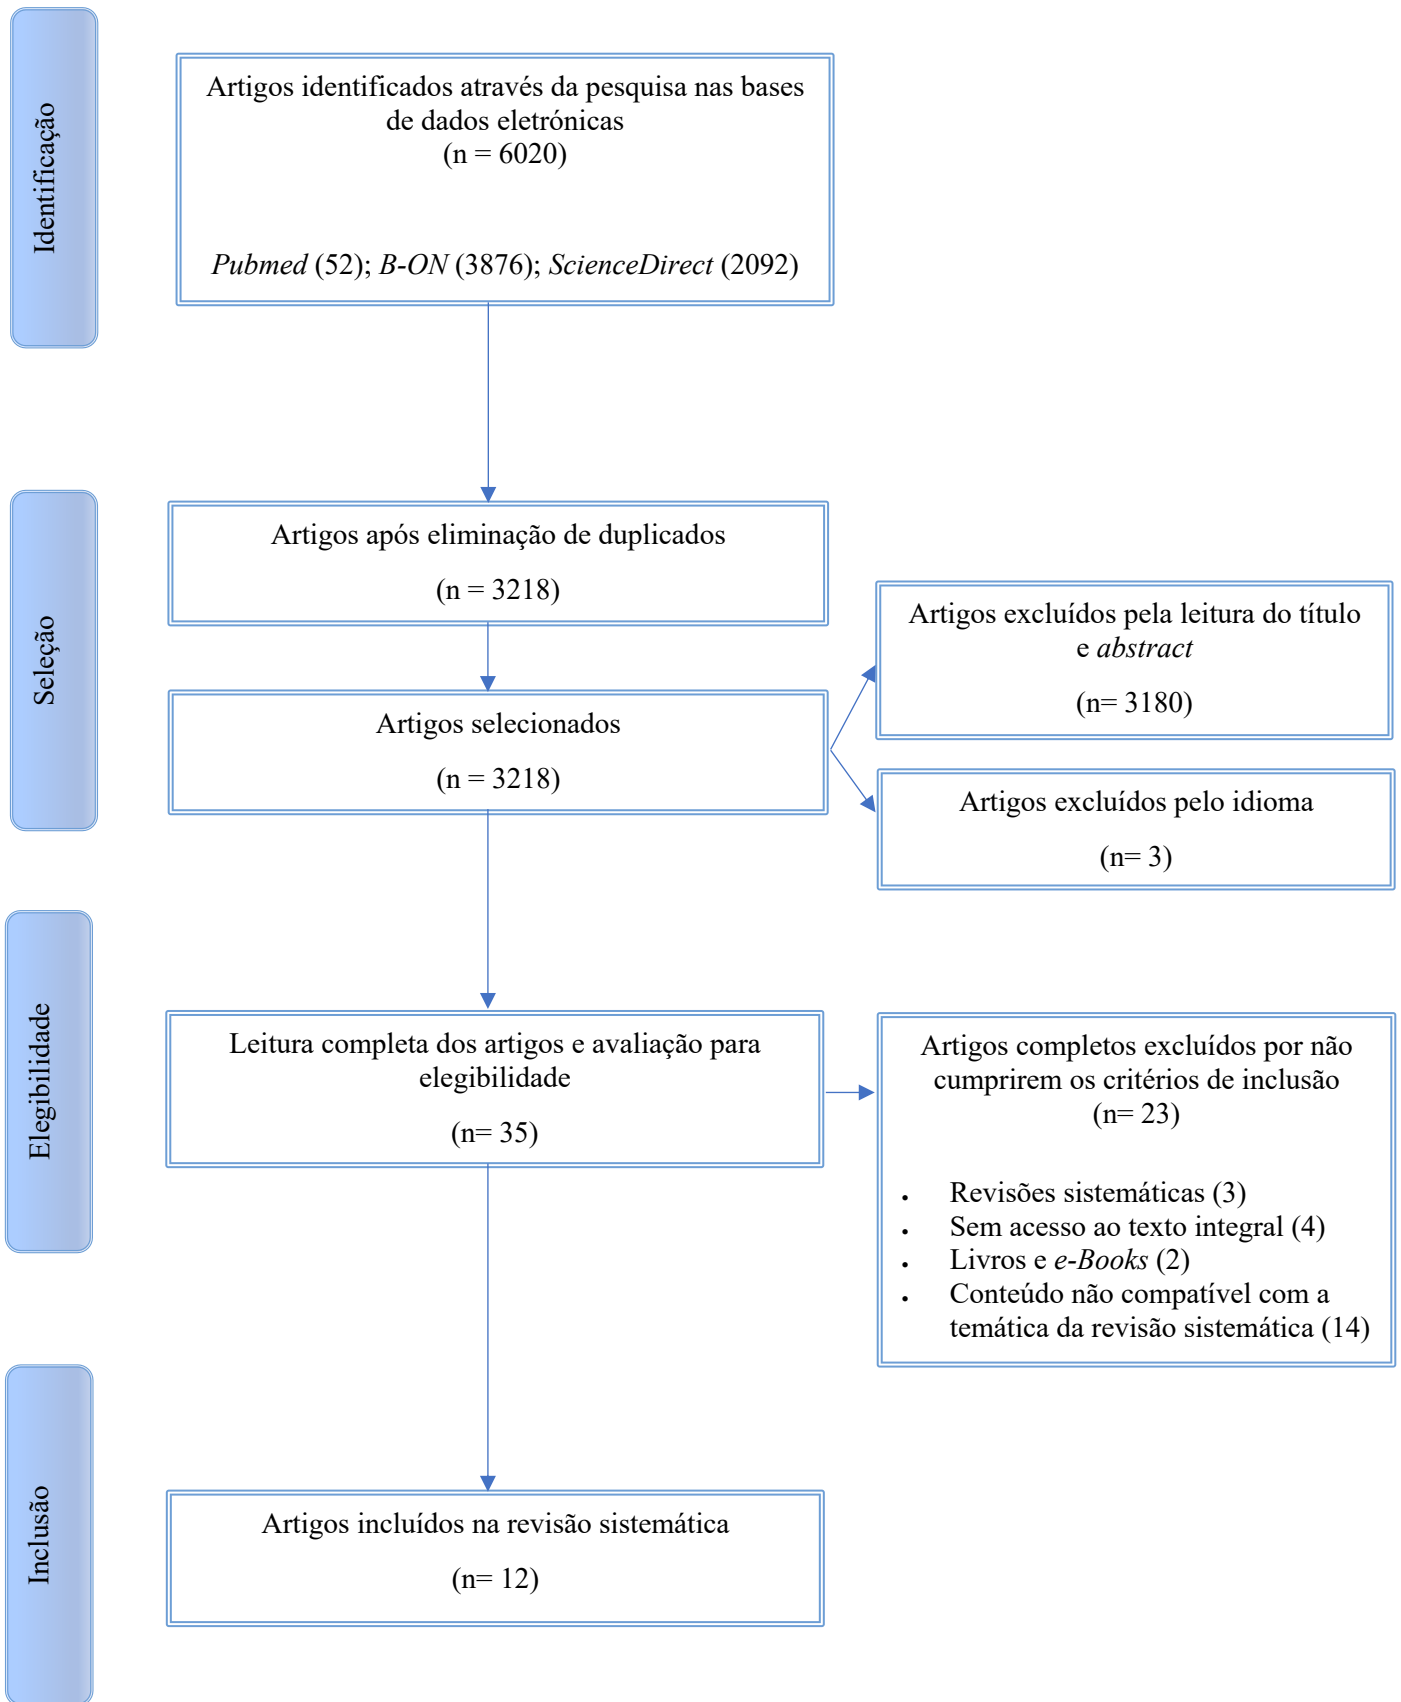 Identificação
Artigos identificados através da pesquisa nas bases
de dados eletrónicas
(n = 6020)
Pubmed (52); B-ON (3876); ScienceDirect (2092)
Seleção
Artigos após eliminação de duplicados
(n = 3218)
Artigos selecionados
(n = 3218)
Artigos excluídos pela leitura do título
e abstract
(n= 3180)
Artigos excluídos pelo idioma
(n= 3)
Elegibilidade
Leitura completa dos artigos e avaliação para
elegibilidade
(n= 35)
Artigos completos excluídos por não
cumprirem os critérios de inclusão
(n= 23)
• Revisões sistemáticas (3)
• Sem acesso ao texto integral (4)
• Livros e e-Books (2)
• Conteúdo não compatível com a
temática da revisão sistemática (14)
Inclusão
Artigos incluídos na revisão sistemática
(n= 12)